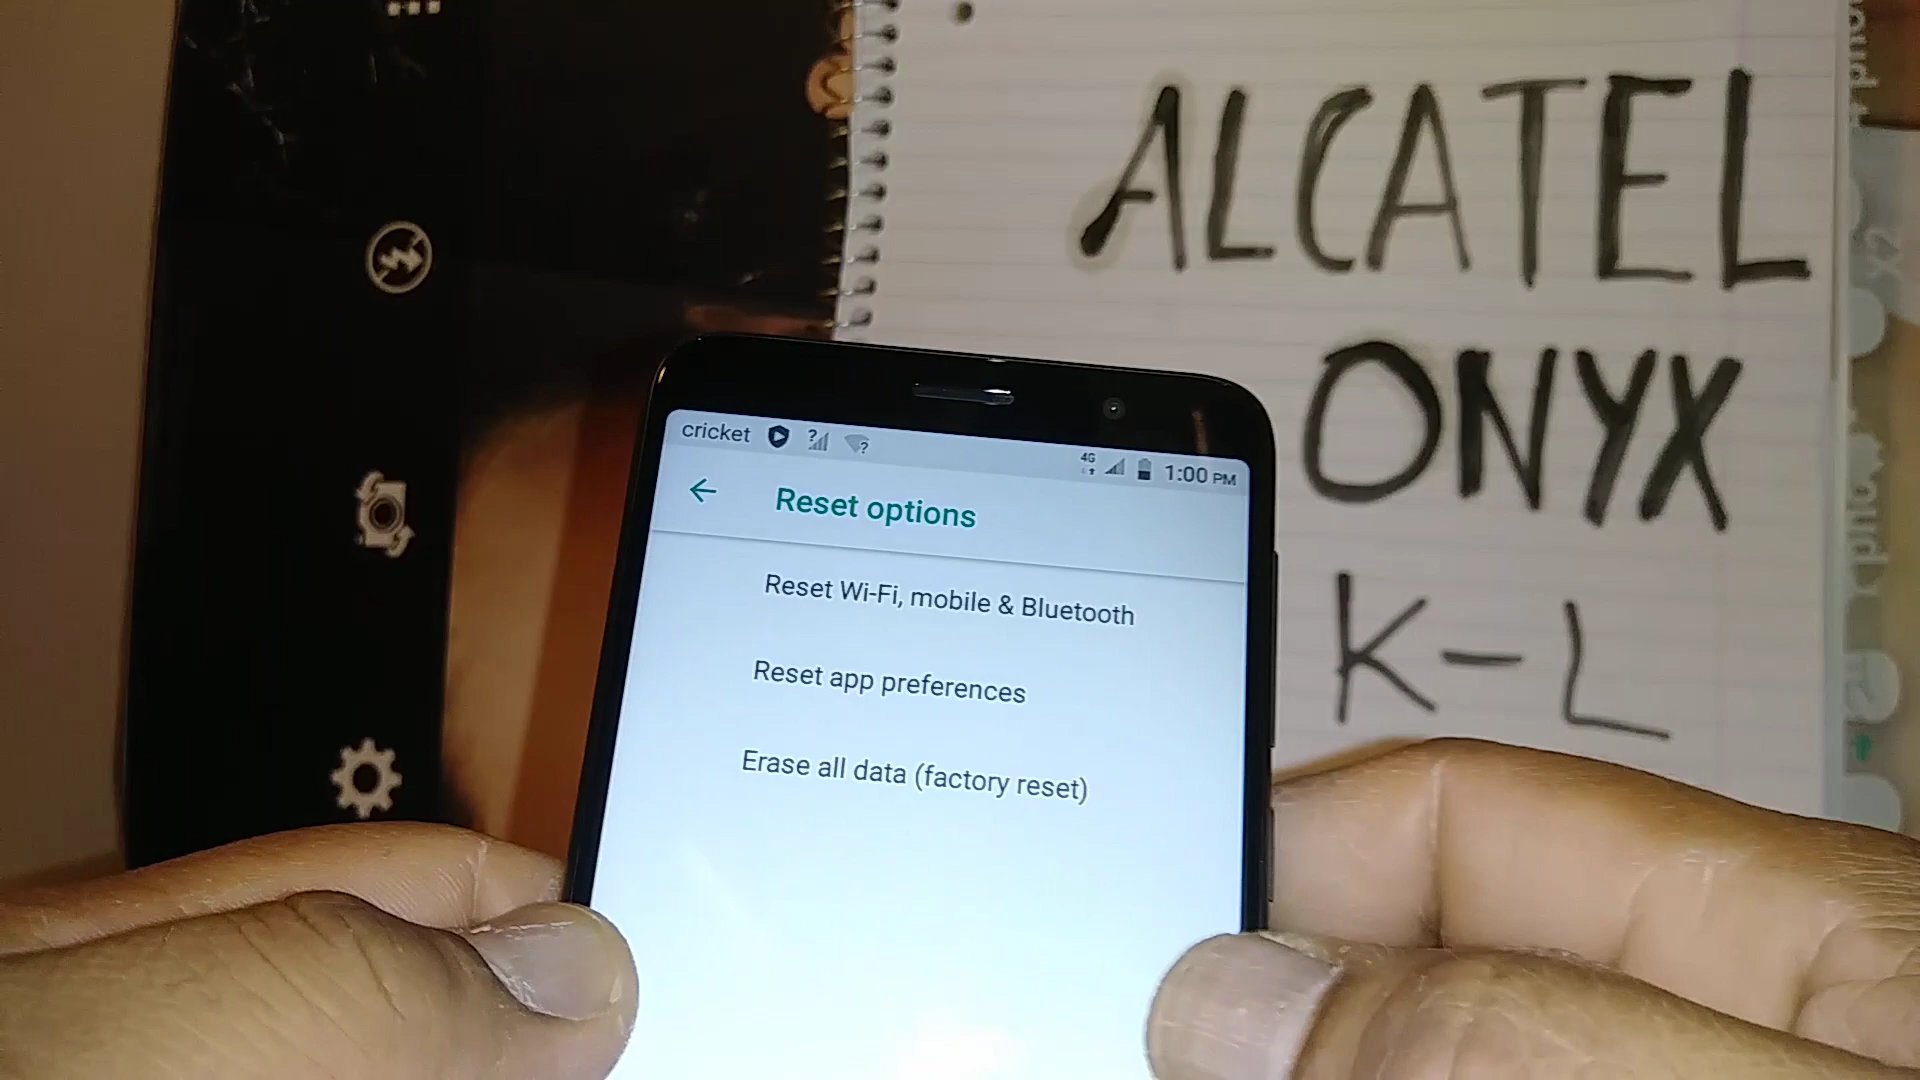 ALCATEL
ONYX
K-L
cricket
4G
1:00 PM
Reset options
Reset Wi-Fi, mobile & Bluetooth
Reset app preferences
Erase all data (factory reset)